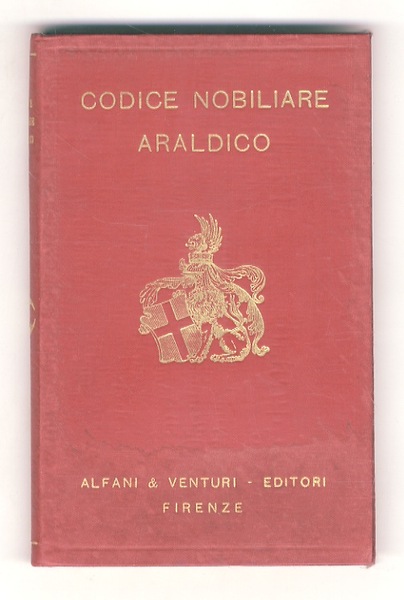 CODICE NOBILIARE
ARALDICO
ALFANI & VENTURI - EDITORI
FIRENZE